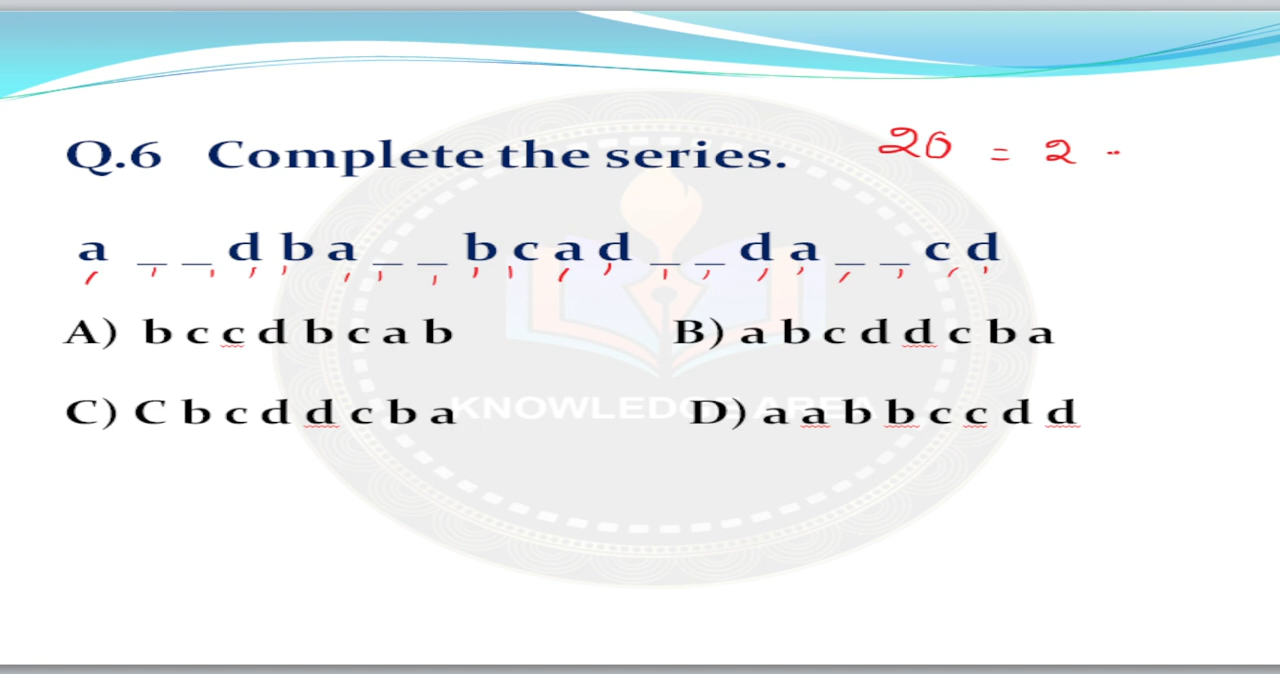 Q.6 Complete the series. 20 = 2
a _ _ d b a _ _ b c a d _ _ d a _ _ c d
A) b c c d b c a b B) a b c d d c b a
C) C b c d d c b a D) a a b b c c d d
KNOWLEDGE AREA